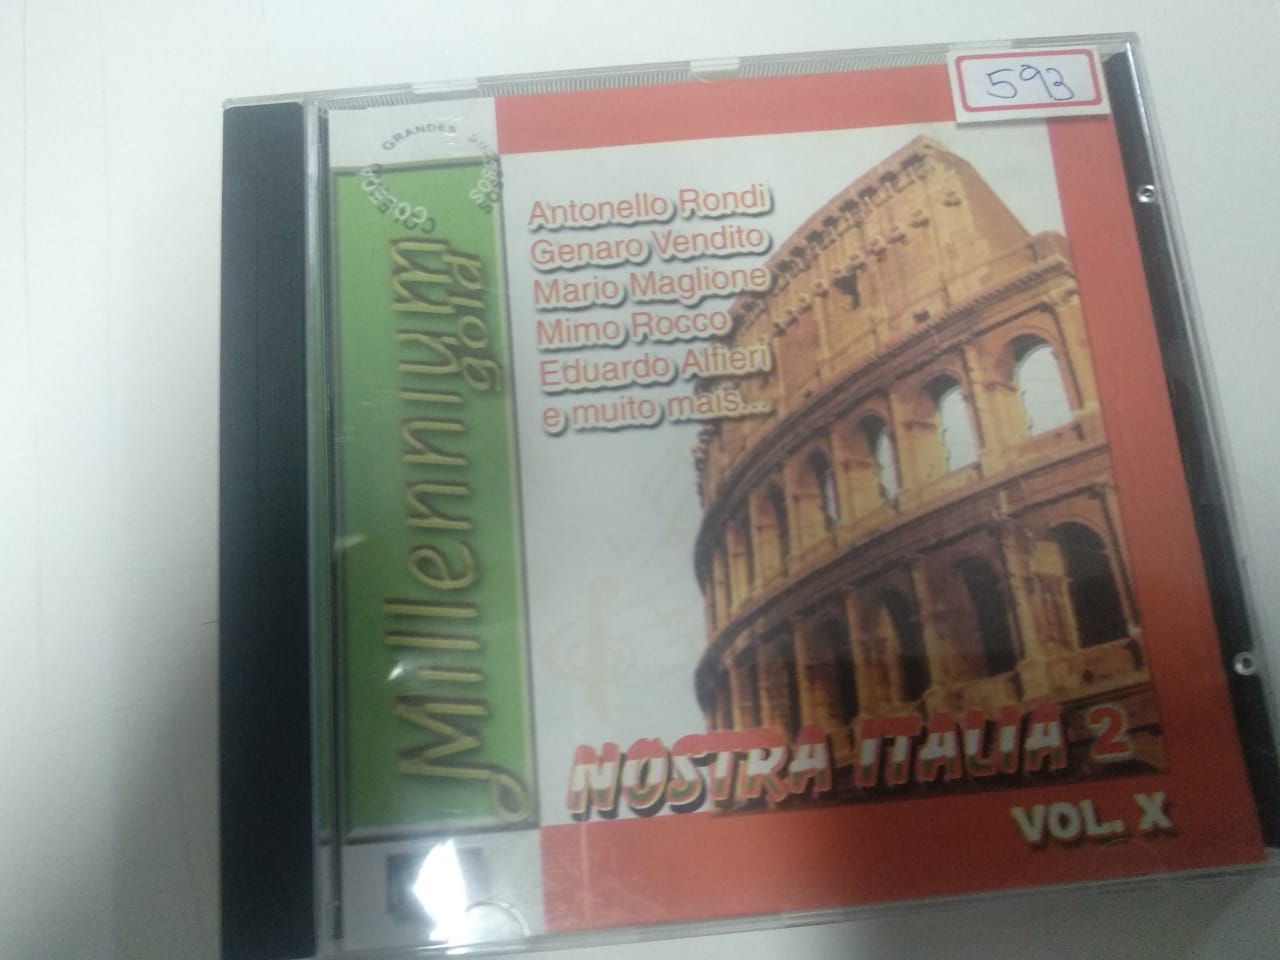 593
COLEÇÃO GRANDES SUCESSOS
Millennium
gold
Antonello Rondi
Genaro Vendito
Mario Maglione
Mimo Rocco
Eduardo Alfieri
e muito mais...
NOSTRA ITALIA 2
VOL. X